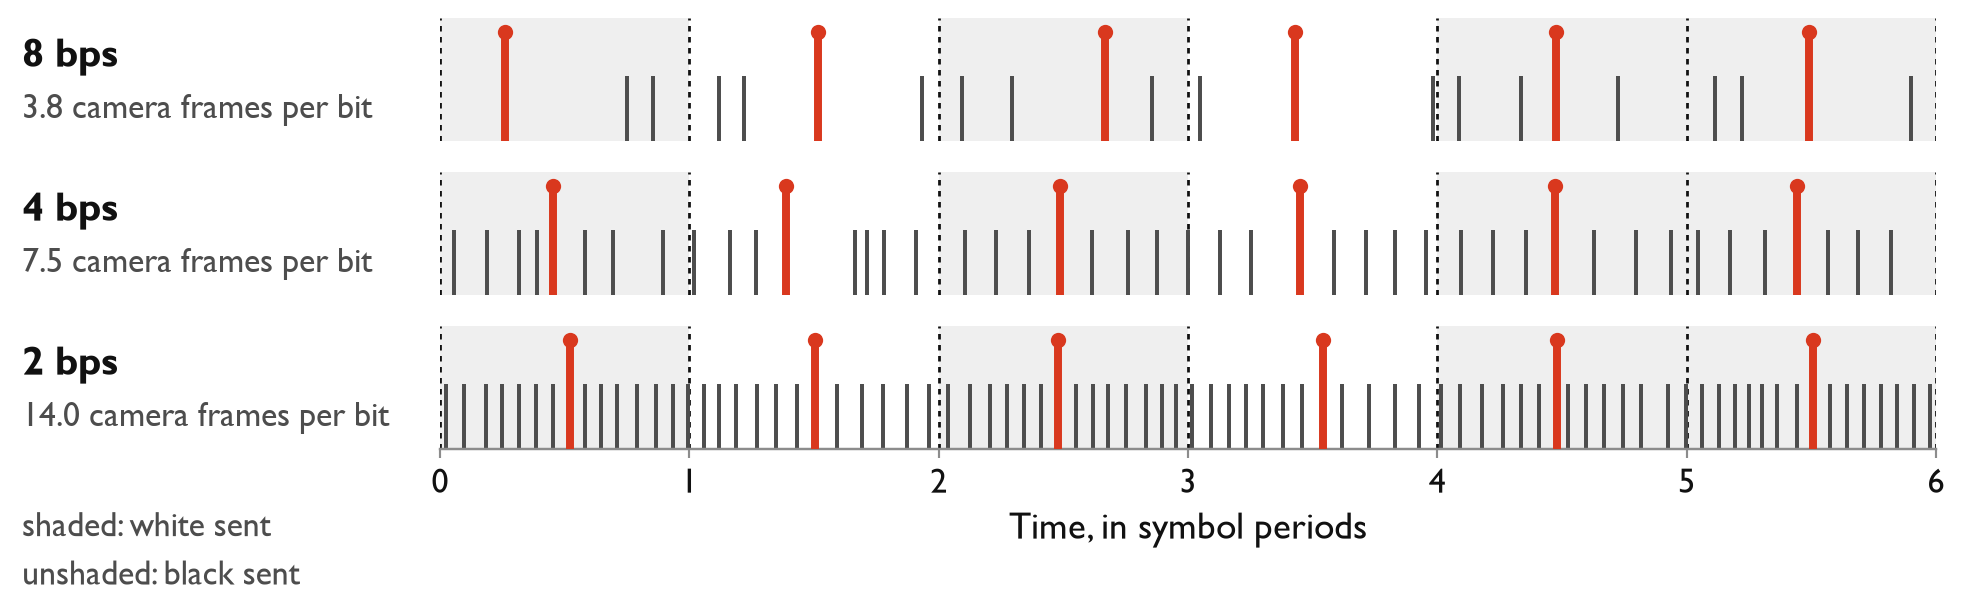 8 bps
3.8 camera frames per bit
4 bps
7.5 camera frames per bit
2 bps
14.0 camera frames per bit
0 1 2 3 4 5 6
Time, in symbol periods
shaded: white sent
unshaded: black sent